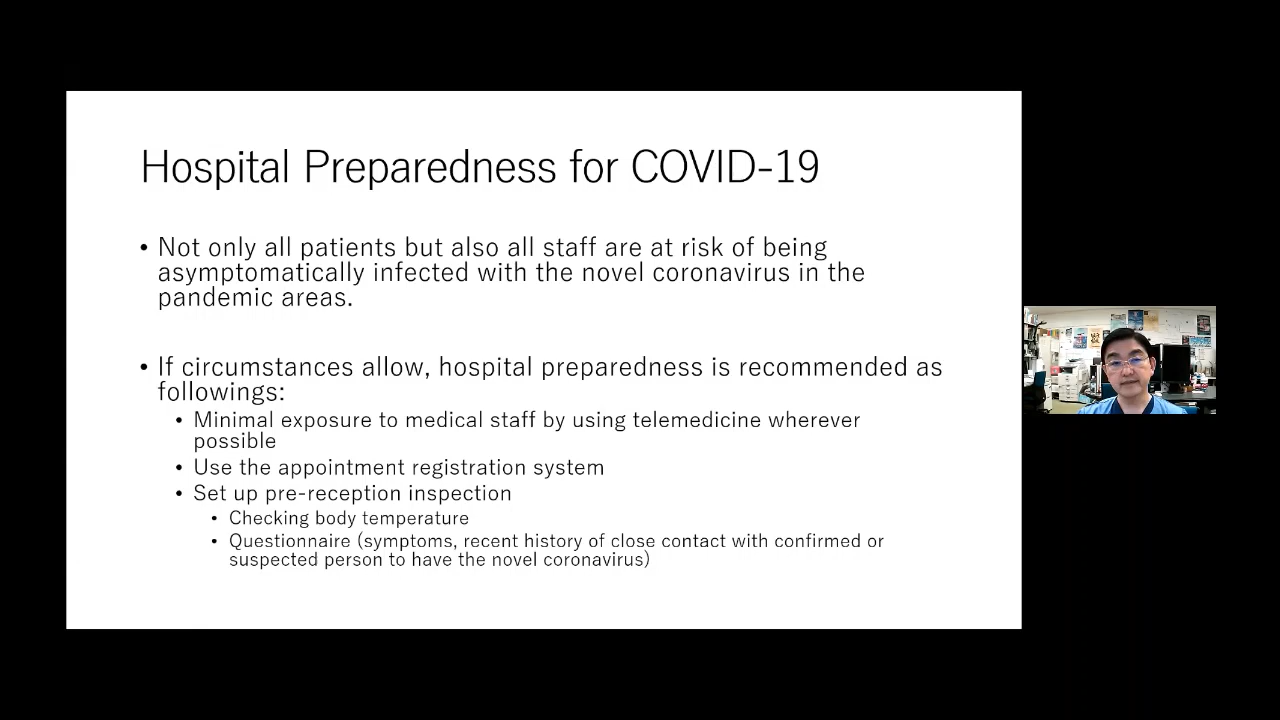 Hospital Preparedness for COVID-19
• Not only all patients but also all staff are at risk of being
asymptomatically infected with the novel coronavirus in the
pandemic areas.
• If circumstances allow, hospital preparedness is recommended as
followings:
• Minimal exposure to medical staff by using telemedicine wherever
possible
• Use the appointment registration system
• Set up pre-reception inspection
• Checking body temperature
• Questionnaire (symptoms, recent history of close contact with confirmed or
suspected person to have the novel coronavirus)